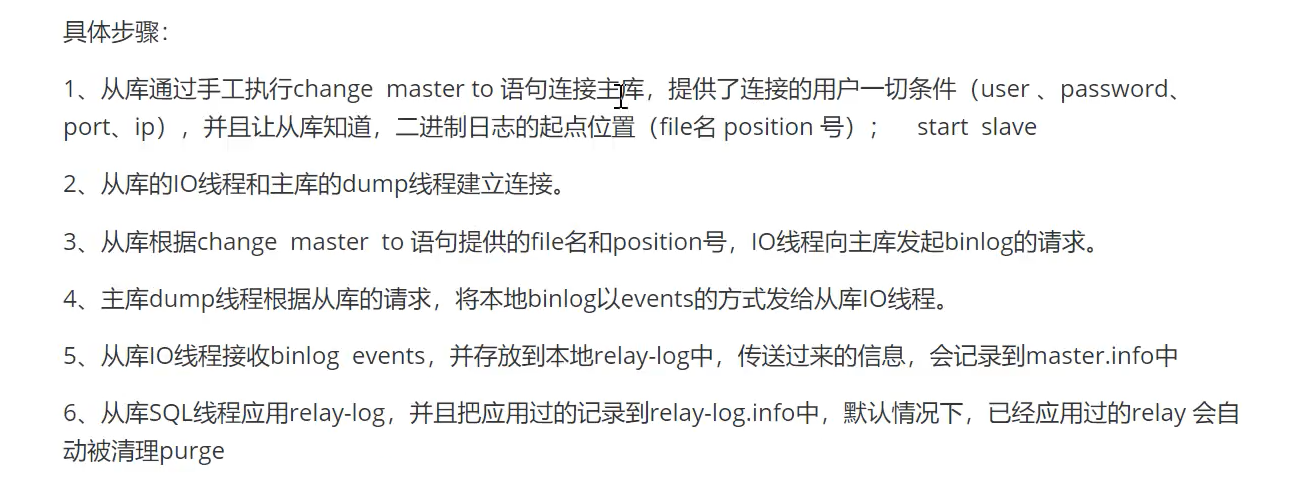 具体步骤：
1、从库通过手工执行change  master to 语句连接主库，提供了连接的用户一切条件（user 、password、
port、ip），并且让从库知道，二进制日志的起点位置（file名 position 号）；    start  slave
2、从库的IO线程和主库的dump线程建立连接。
3、从库根据change  master  to 语句提供的file名和position号，IO线程向主库发起binlog的请求。
4、主库dump线程根据从库的请求，将本地binlog以events的方式发给从库IO线程。
5、从库IO线程接收binlog  events，并存放到本地relay-log中，传送过来的信息，会记录到master.info中
6、从库SQL线程应用relay-log，并且把应用过的记录到relay-log.info中，默认情况下，已经应用过的relay 会自
动被清理purge